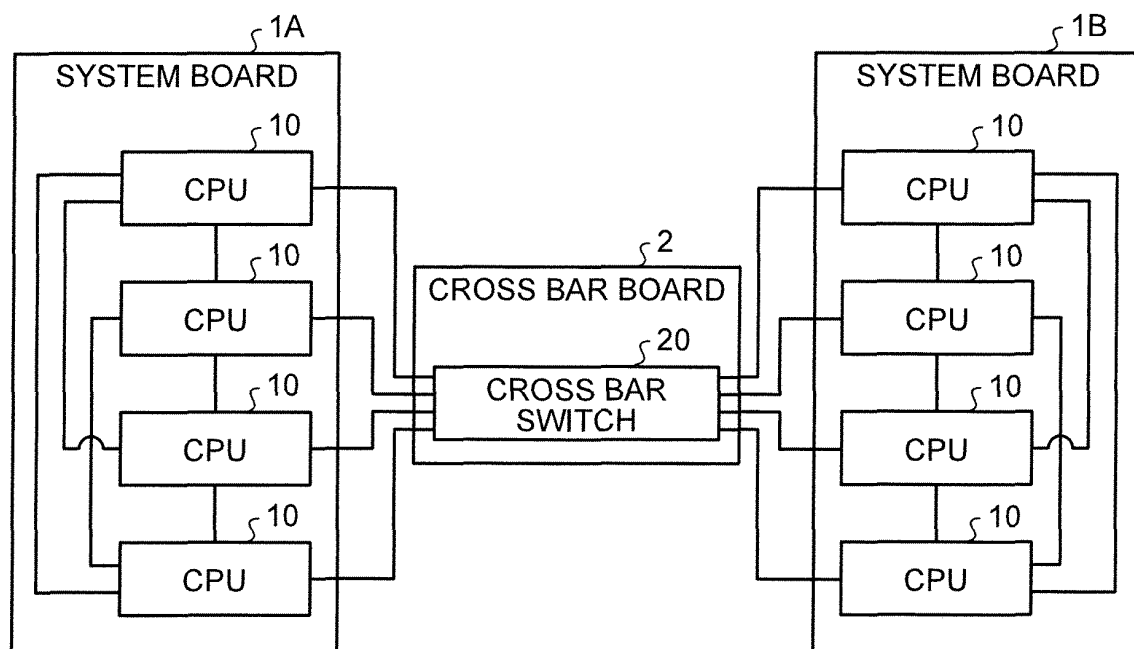 1A
SYSTEM BOARD
10
CPU
10
CPU
10
CPU
10
CPU
2
CROSS BAR BOARD
20
CROSS BAR
SWITCH
1B
SYSTEM BOARD
10
CPU
10
CPU
10
CPU
10
CPU